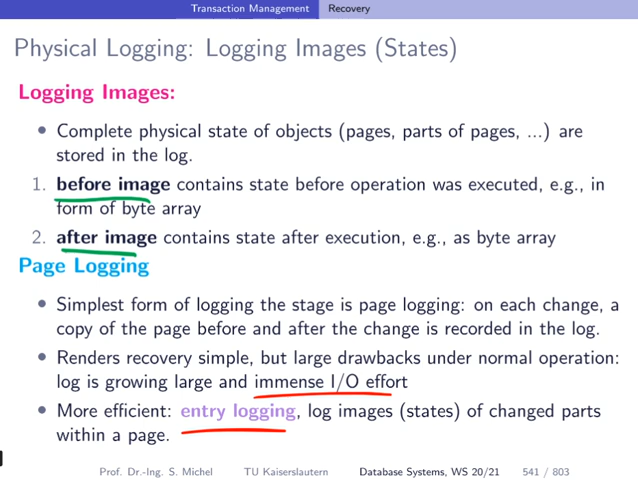 Transaction Management Recovery
Physical Logging: Logging Images (States)
Logging Images:
• Complete physical state of objects (pages, parts of pages, ...) are
stored in the log.
1. before image contains state before operation was executed, e.g., in
form of byte array
2. after image contains state after execution, e.g., as byte array
Page Logging
• Simplest form of logging the stage is page logging: on each change, a
copy of the page before and after the change is recorded in the log.
• Renders recovery simple, but large drawbacks under normal operation:
log is growing large and immense I/O effort
• More efficient: entry logging, log images (states) of changed parts
within a page.
Prof. Dr.-Ing. S. Michel TU Kaiserslautern Database Systems, WS 20/21 541 / 803